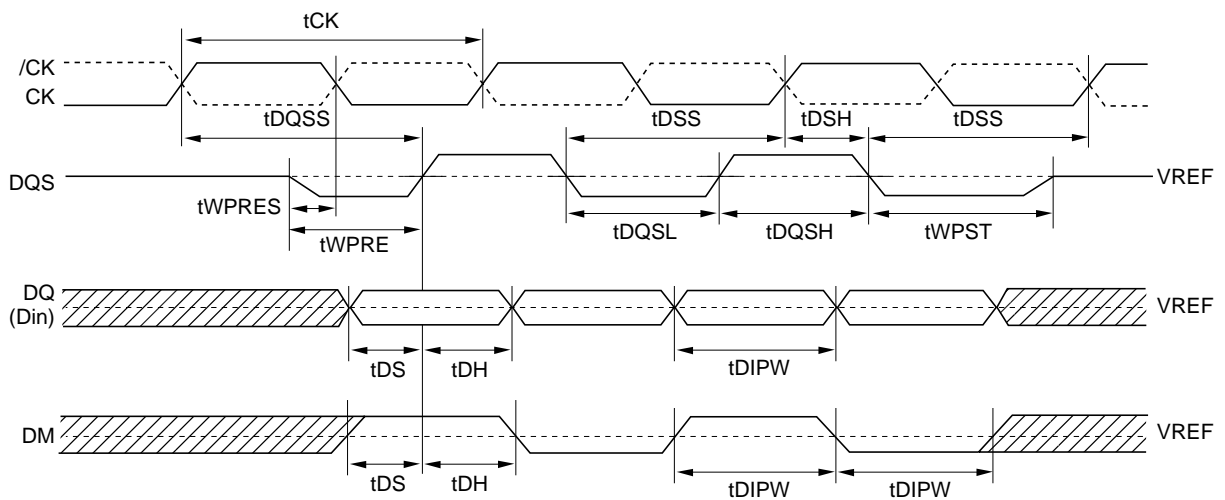 tCK
/CK
CK
tDQSS
tDSS
tDSH
tDSS
DQS
VREF
tWPRES
tWPRE
tDQSL
tDQSH
tWPST
DQ
(Din)
VREF
tDS
tDH
tDIPW
DM
VREF
tDS
tDH
tDIPW
tDIPW